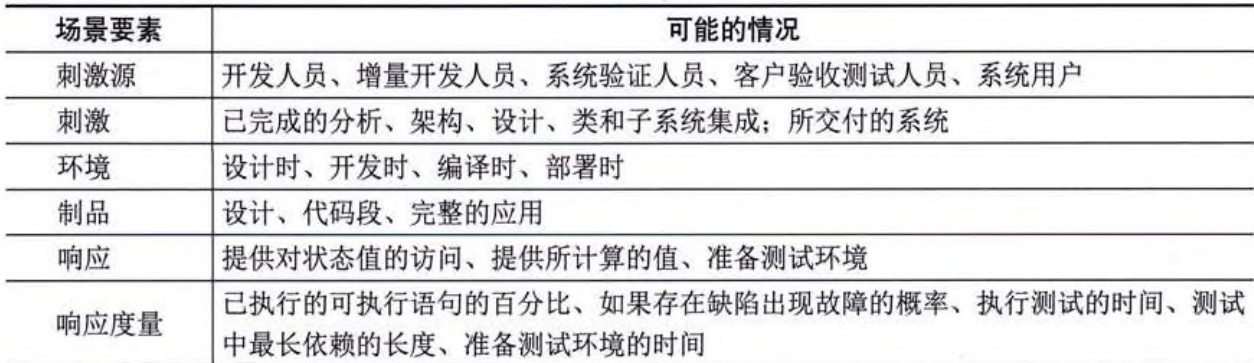 场景要素 可能的情况
刺激源 开发人员、增量开发人员、系统验证人员、客户验收测试人员、系统用户
刺激 已完成的分析、架构、设计、类和子系统集成；所交付的系统
环境 设计时、开发时、编译时、部署时
制品 设计、代码段、完整的应用
响应 提供对状态值的访问、提供所计算的值、准备测试环境
响应度量 已执行的可执行语句的百分比、如果存在缺陷出现故障的概率、执行测试的时间、测试
中最长依赖的长度、准备测试环境的时间